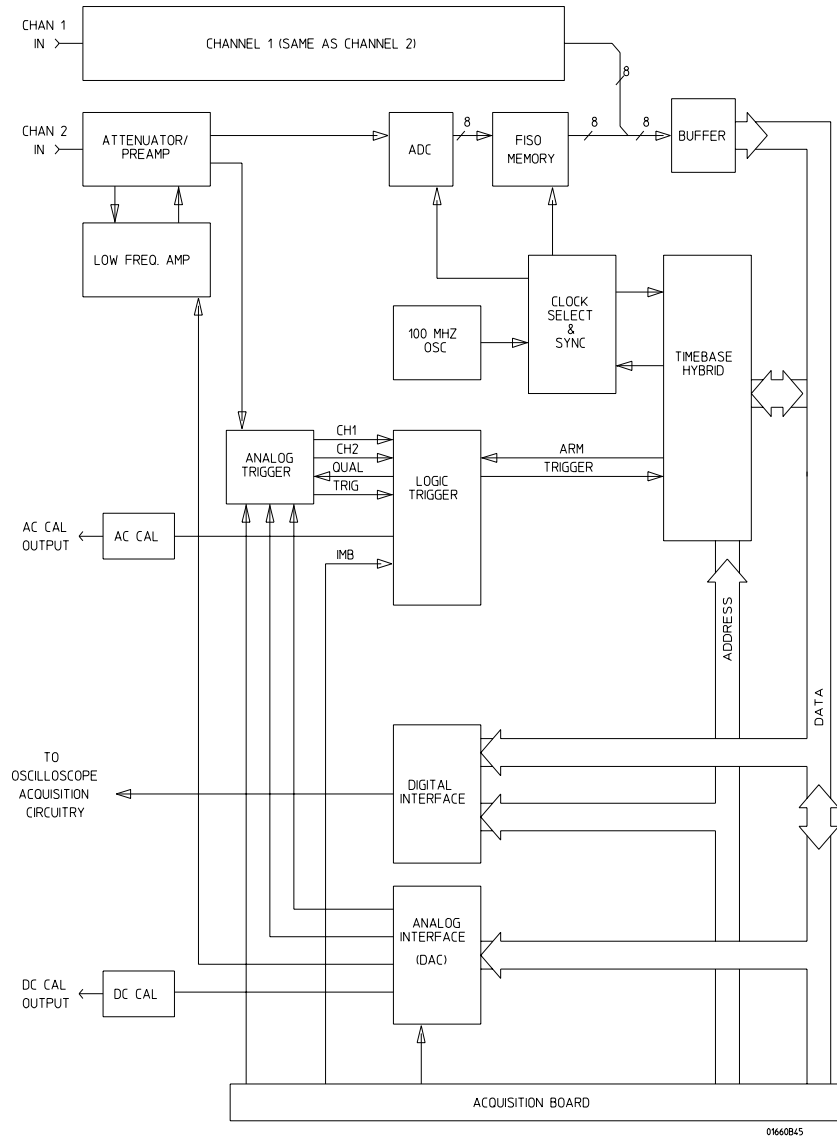 CHAN 1
IN
CHANNEL 1 (SAME AS CHANNEL 2)
8
CHAN 2
IN
ATTENUATOR/
PREAMP
ADC
8
FISO
MEMORY
8
8
BUFFER
LOW FREQ. AMP
100 MHZ
OSC
CLOCK
SELECT
&
SYNC
TIMEBASE
HYBRID
ANALOG
TRIGGER
CH1
CH2
QUAL
TRIG
LOGIC
TRIGGER
ARM
TRIGGER
AC CAL
OUTPUT
AC CAL
IMB
ADDRESS
DATA
TO
OSCILLOSCOPE
ACQUISITION
CIRCUITRY
DIGITAL
INTERFACE
ANALOG
INTERFACE
(DAC)
DC CAL
OUTPUT
DC CAL
ACQUISITION BOARD
01660B45